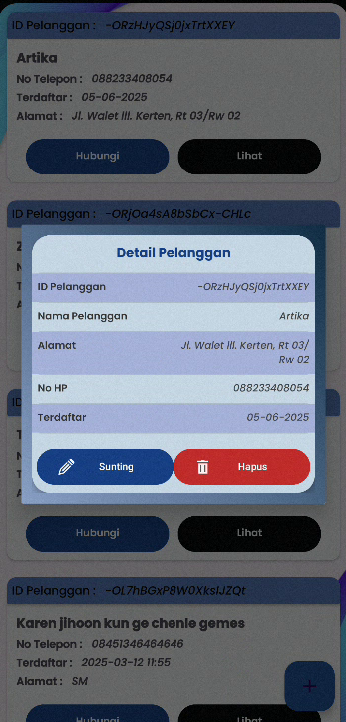 ID Pelanggan : -ORzHJyQSj0jxTrtXXEY
Artika
No Telepon : 088233408054
Terdaftar : 05-06-2025
Alamat : Jl. Walet lll. Kerten, Rt 03/Rw 02
Hubungi Lihat
ID Pelanggan : -ORjOa4sA8bSbCx-CHLc
Detail Pelanggan
ID Pelanggan -ORzHJyQSj0jxTrtXXEY
Nama Pelanggan Artika
Alamat Jl. Walet lll. Kerten, Rt 03/
Rw 02
No HP 088233408054
Terdaftar 05-06-2025
Sunting Hapus
Hubungi Lihat
ID Pelanggan : -OL7hBGxP8W0XkslJZQt
Karen jihoon kun ge chenle gemes
No Telepon : 08451346464646
Terdaftar : 2025-03-12 11:55
Alamat : SM
Hubungi Lihat